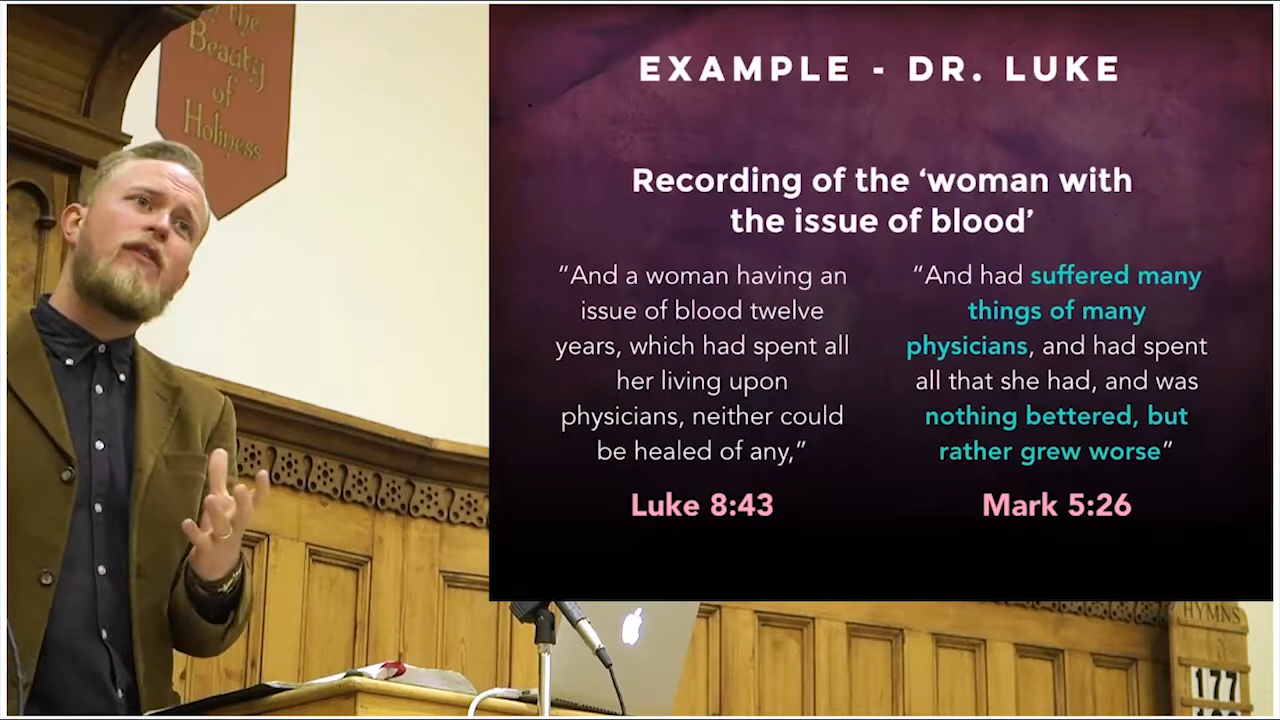 the
Beauty
of
Holiness
EXAMPLE - DR. LUKE
Recording of the ‘woman with
the issue of blood’
“And a woman having an
issue of blood twelve
years, which had spent all
her living upon
physicians, neither could
be healed of any,”
Luke 8:43
“And had suffered many
things of many
physicians, and had spent
all that she had, and was
nothing bettered, but
rather grew worse”
Mark 5:26
HYMNS
177